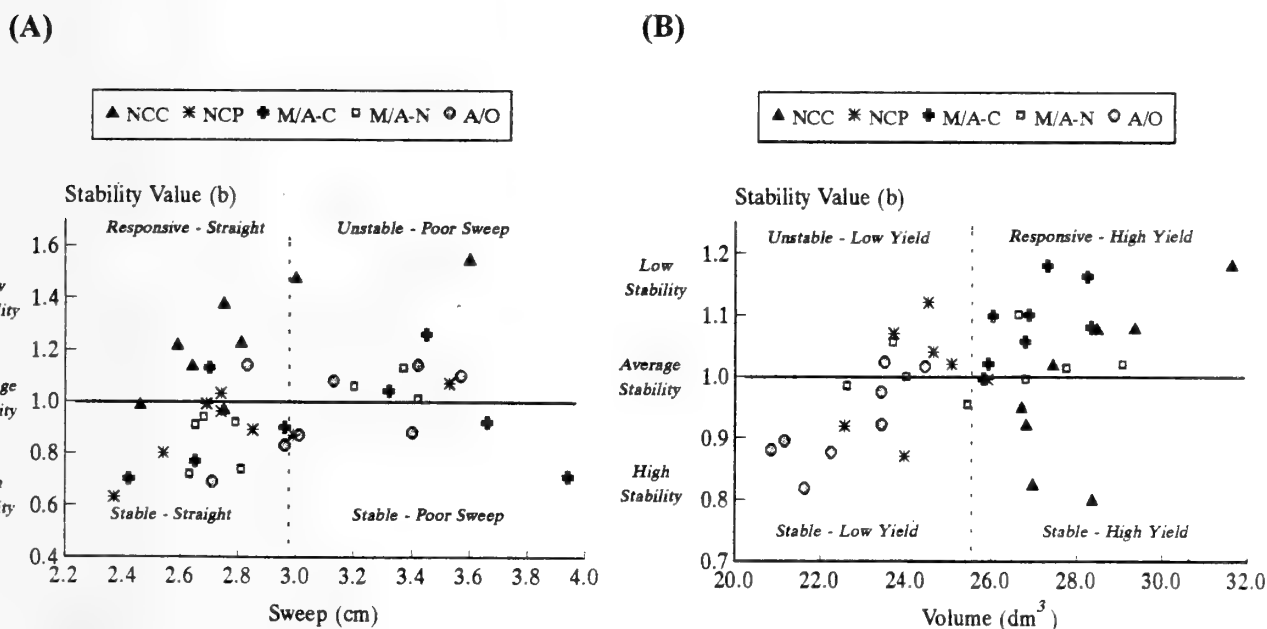 (A)
▲ NCC ✳ NCP ✚ M/A-C ▫ M/A-N ○ A/O
Stability Value (b)
Responsive - Straight
Unstable - Poor Sweep
1.6
1.4
1.2
1.0
0.8
0.6
0.4
Stable - Straight
Stable - Poor Sweep
2.2 2.4 2.6 2.8 3.0 3.2 3.4 3.6 3.8 4.0
Sweep (cm)
(B)
▲ NCC ✳ NCP ✚ M/A-C ▫ M/A-N ○ A/O
Stability Value (b)
Unstable - Low Yield
Responsive - High Yield
Low
Stability
Average
Stability
High
Stability
1.2
1.1
1.0
0.9
0.8
0.7
Stable - Low Yield
Stable - High Yield
20.0 22.0 24.0 26.0 28.0 30.0 32.0
Volume (dm³)